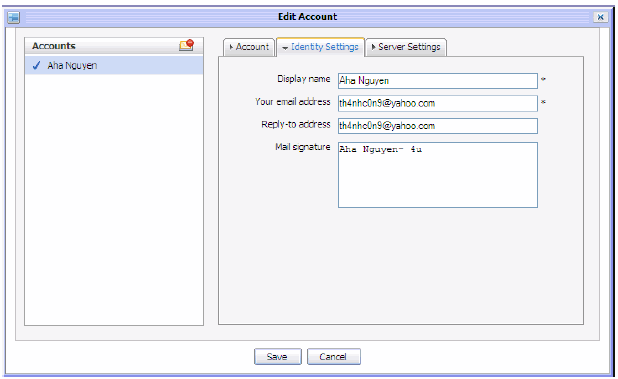 Edit Account
Accounts
Aha Nguyen
Account
Identity Settings
Server Settings
Display name
Aha Nguyen
*
Your email address
th4nhc0n9@yahoo.com
*
Reply-to address
th4nhc0n9@yahoo.com
Mail signature
Aha Nguyen- 4u
Save
Cancel